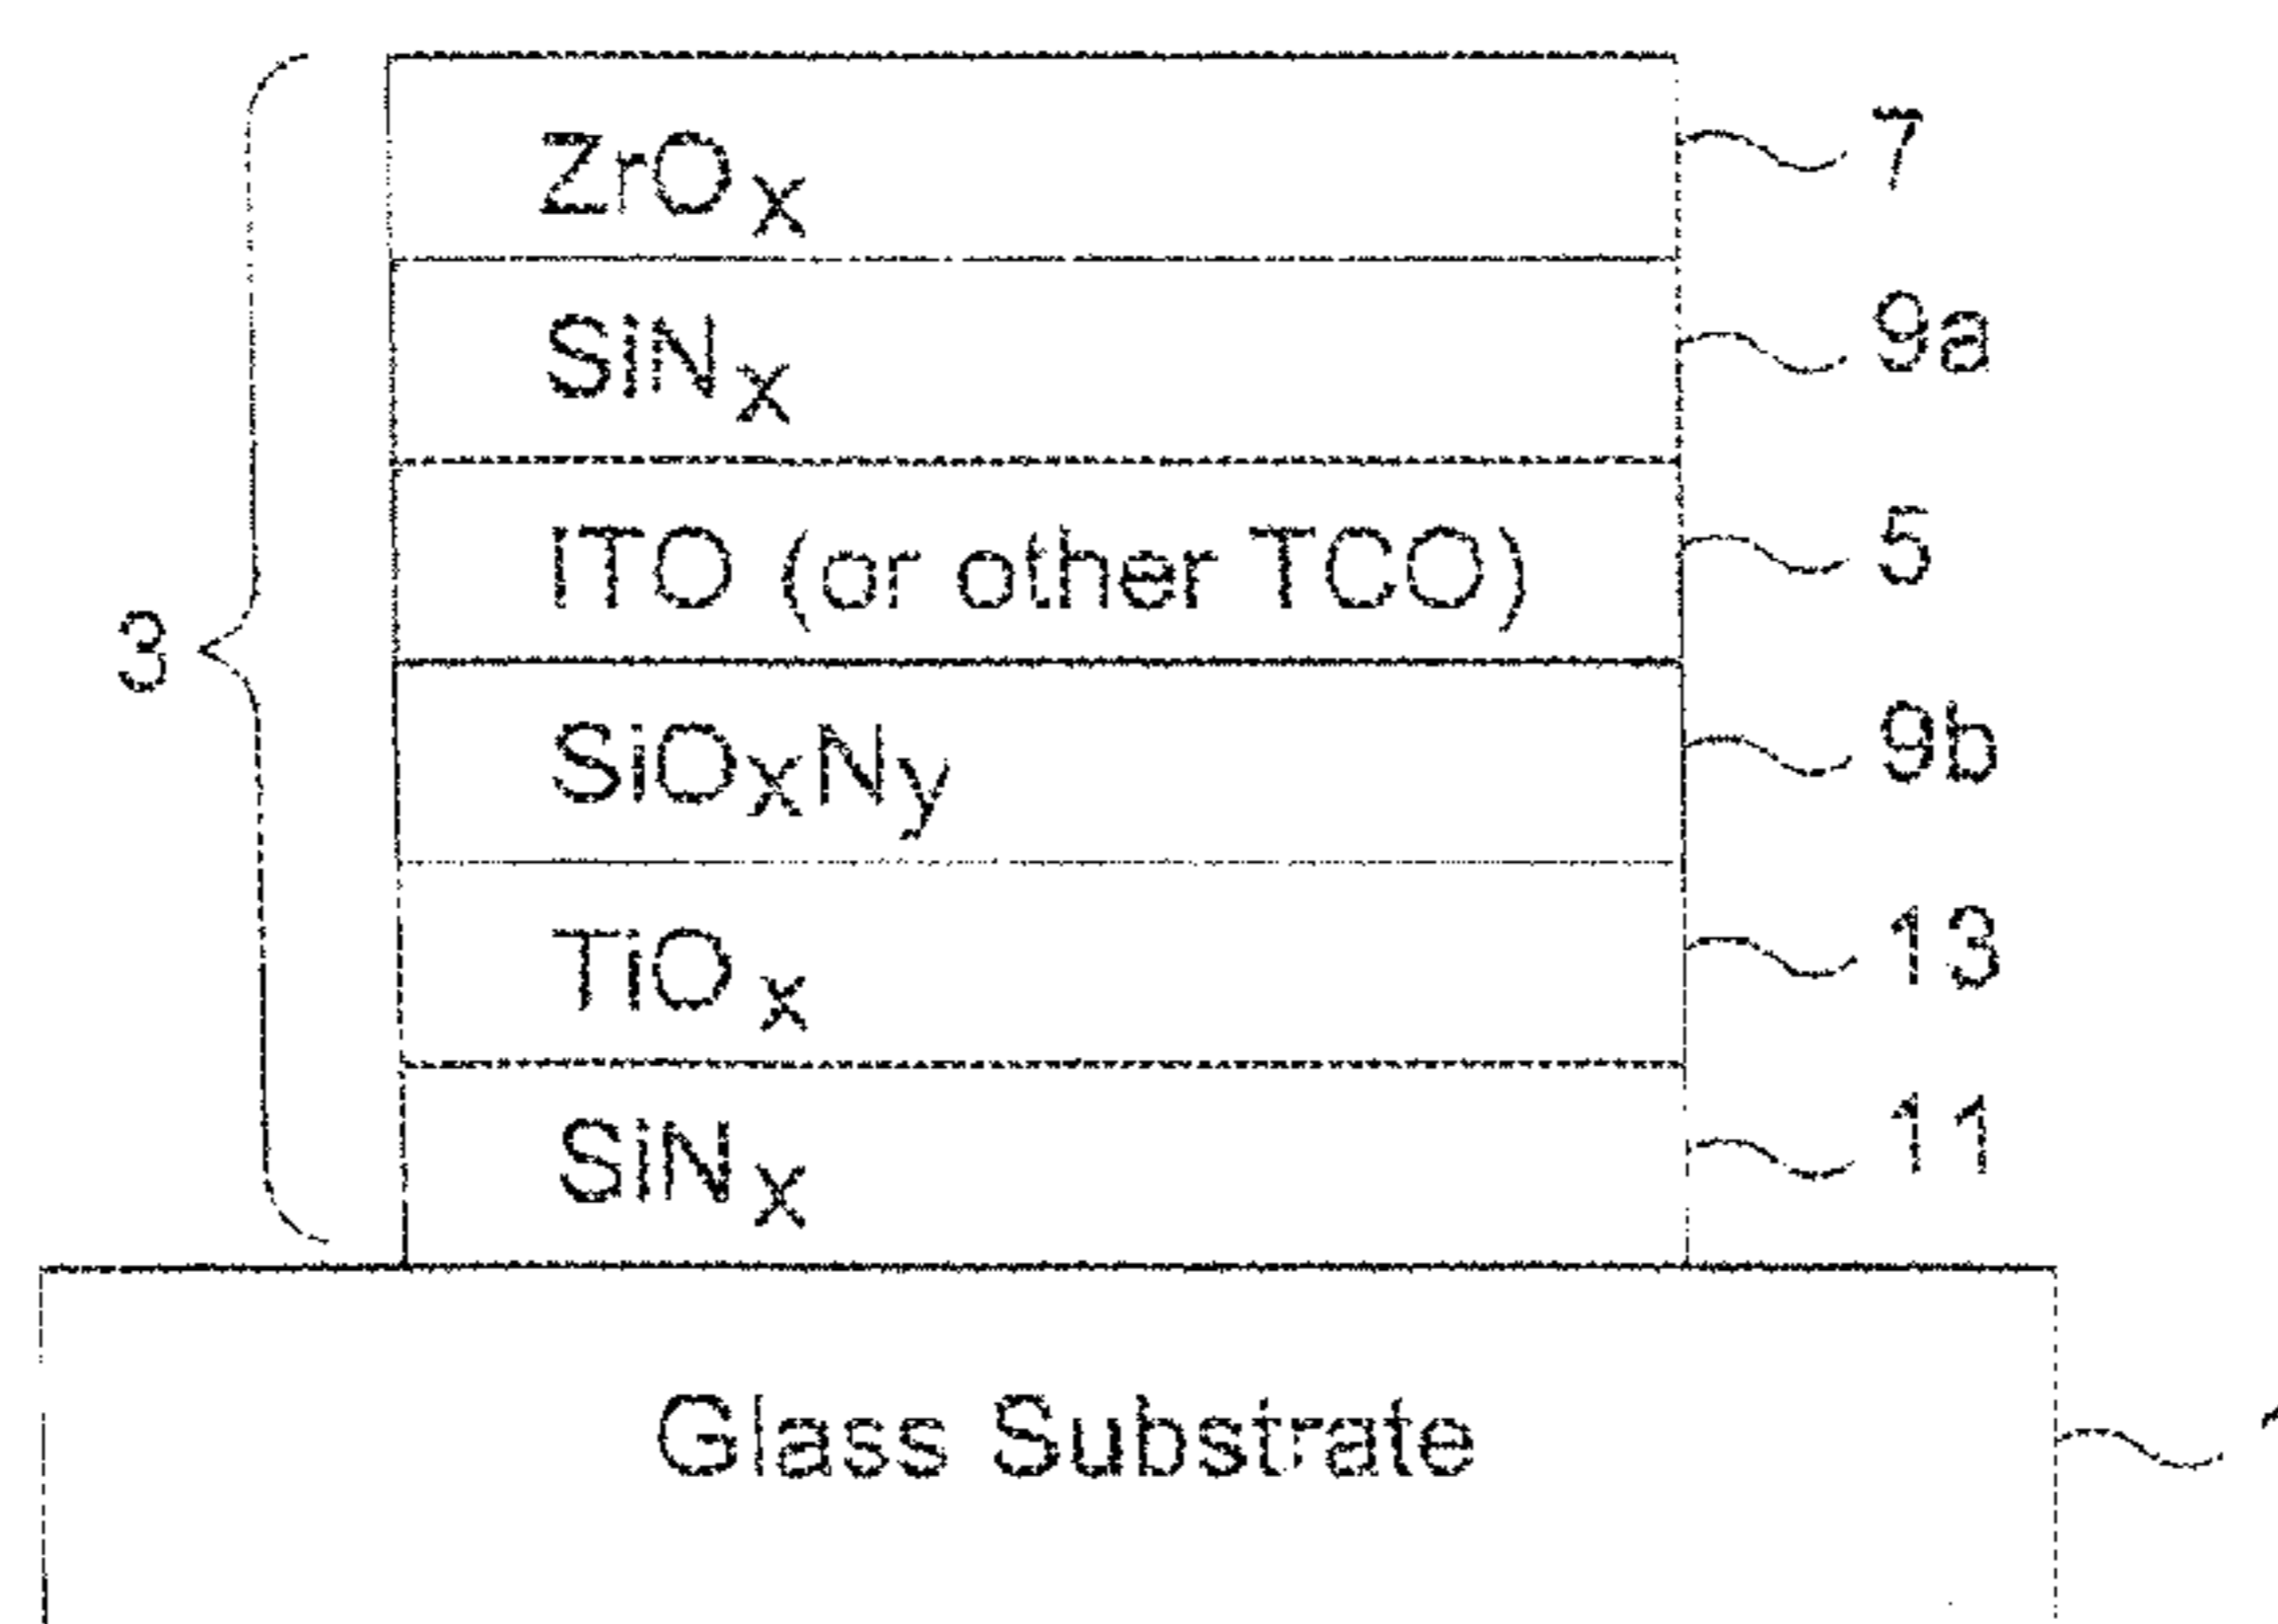 ZrOx 7
SiNx 9a
ITO (or other TCO) 5
3
SiOxNy 9b
TiOx 13
SiNx 11
Glass Substrate